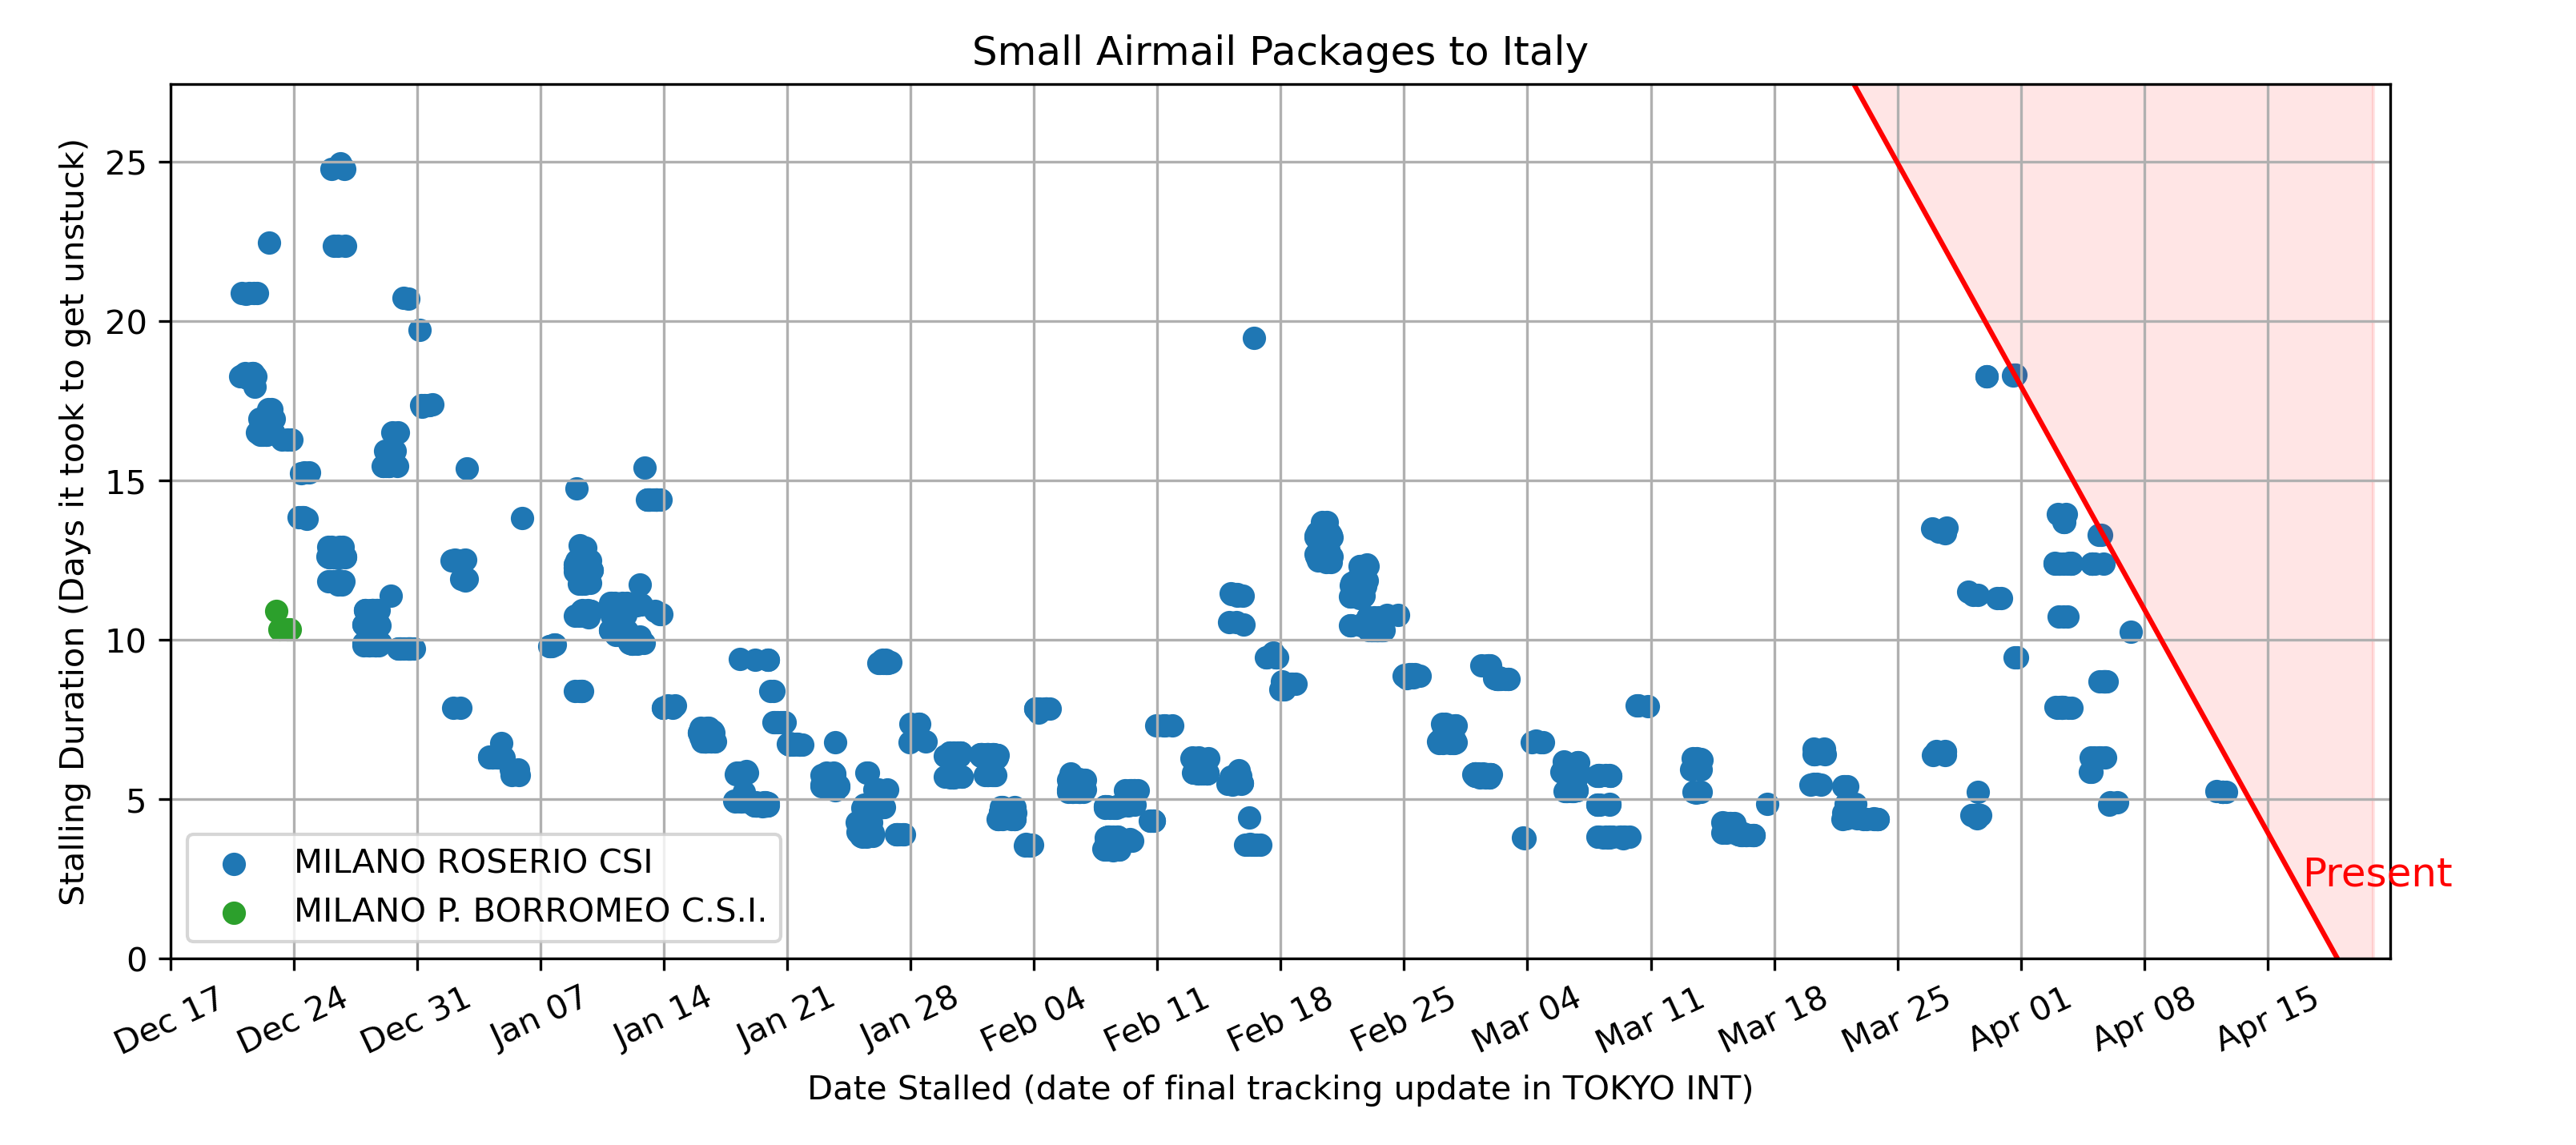 Small Airmail Packages to Italy
Stalling Duration (Days it took to get unstuck)
25
20
15
10
5
0
MILANO ROSERIO CSI
MILANO P. BORROMEO C.S.I.
Present
Dec 17
Dec 24
Dec 31
Jan 07
Jan 14
Jan 21
Jan 28
Feb 04
Feb 11
Feb 18
Feb 25
Mar 04
Mar 11
Mar 18
Mar 25
Apr 01
Apr 08
Apr 15
Date Stalled (date of final tracking update in TOKYO INT)